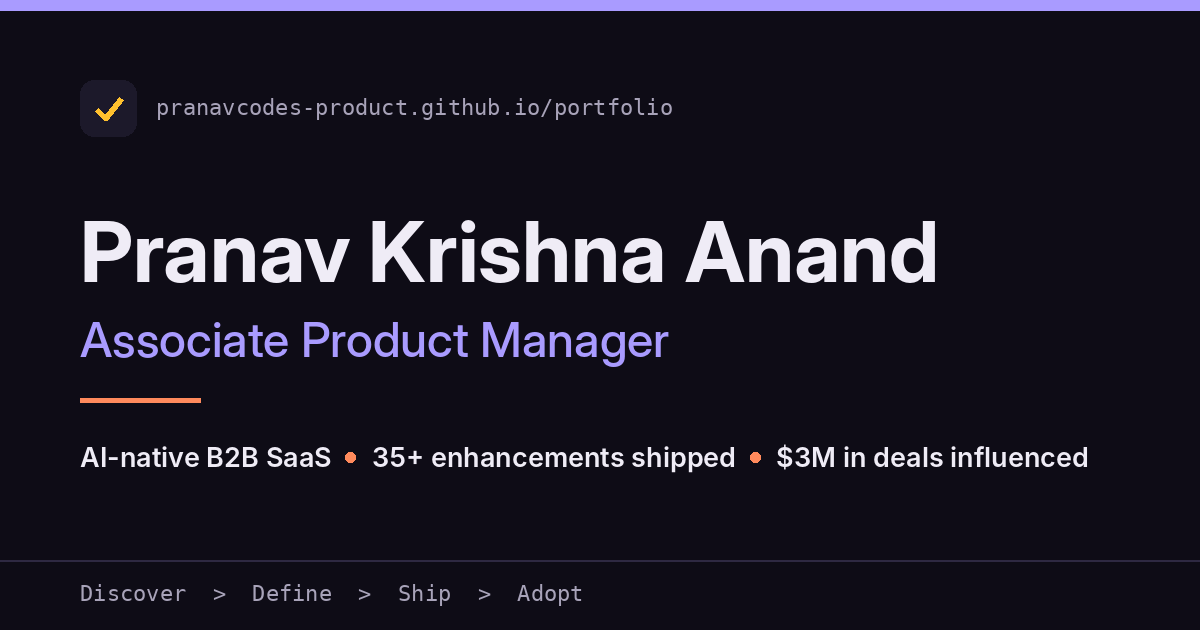 pranavcodes-product.github.io/portfolio
Pranav Krishna Anand
Associate Product Manager
AI-native B2B SaaS • 35+ enhancements shipped • $3M in deals influenced
Discover > Define > Ship > Adopt